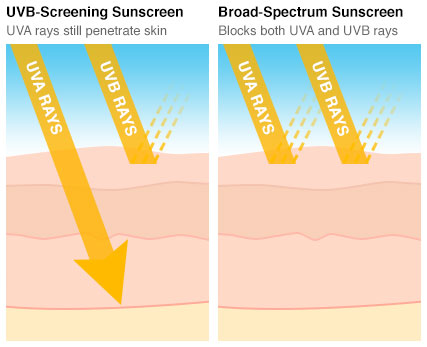 UVB-Screening Sunscreen
UVA rays still penetrate skin
UVA RAYS
UVB RAYS
Broad-Spectrum Sunscreen
Blocks both UVA and UVB rays
UVA RAYS
UVB RAYS